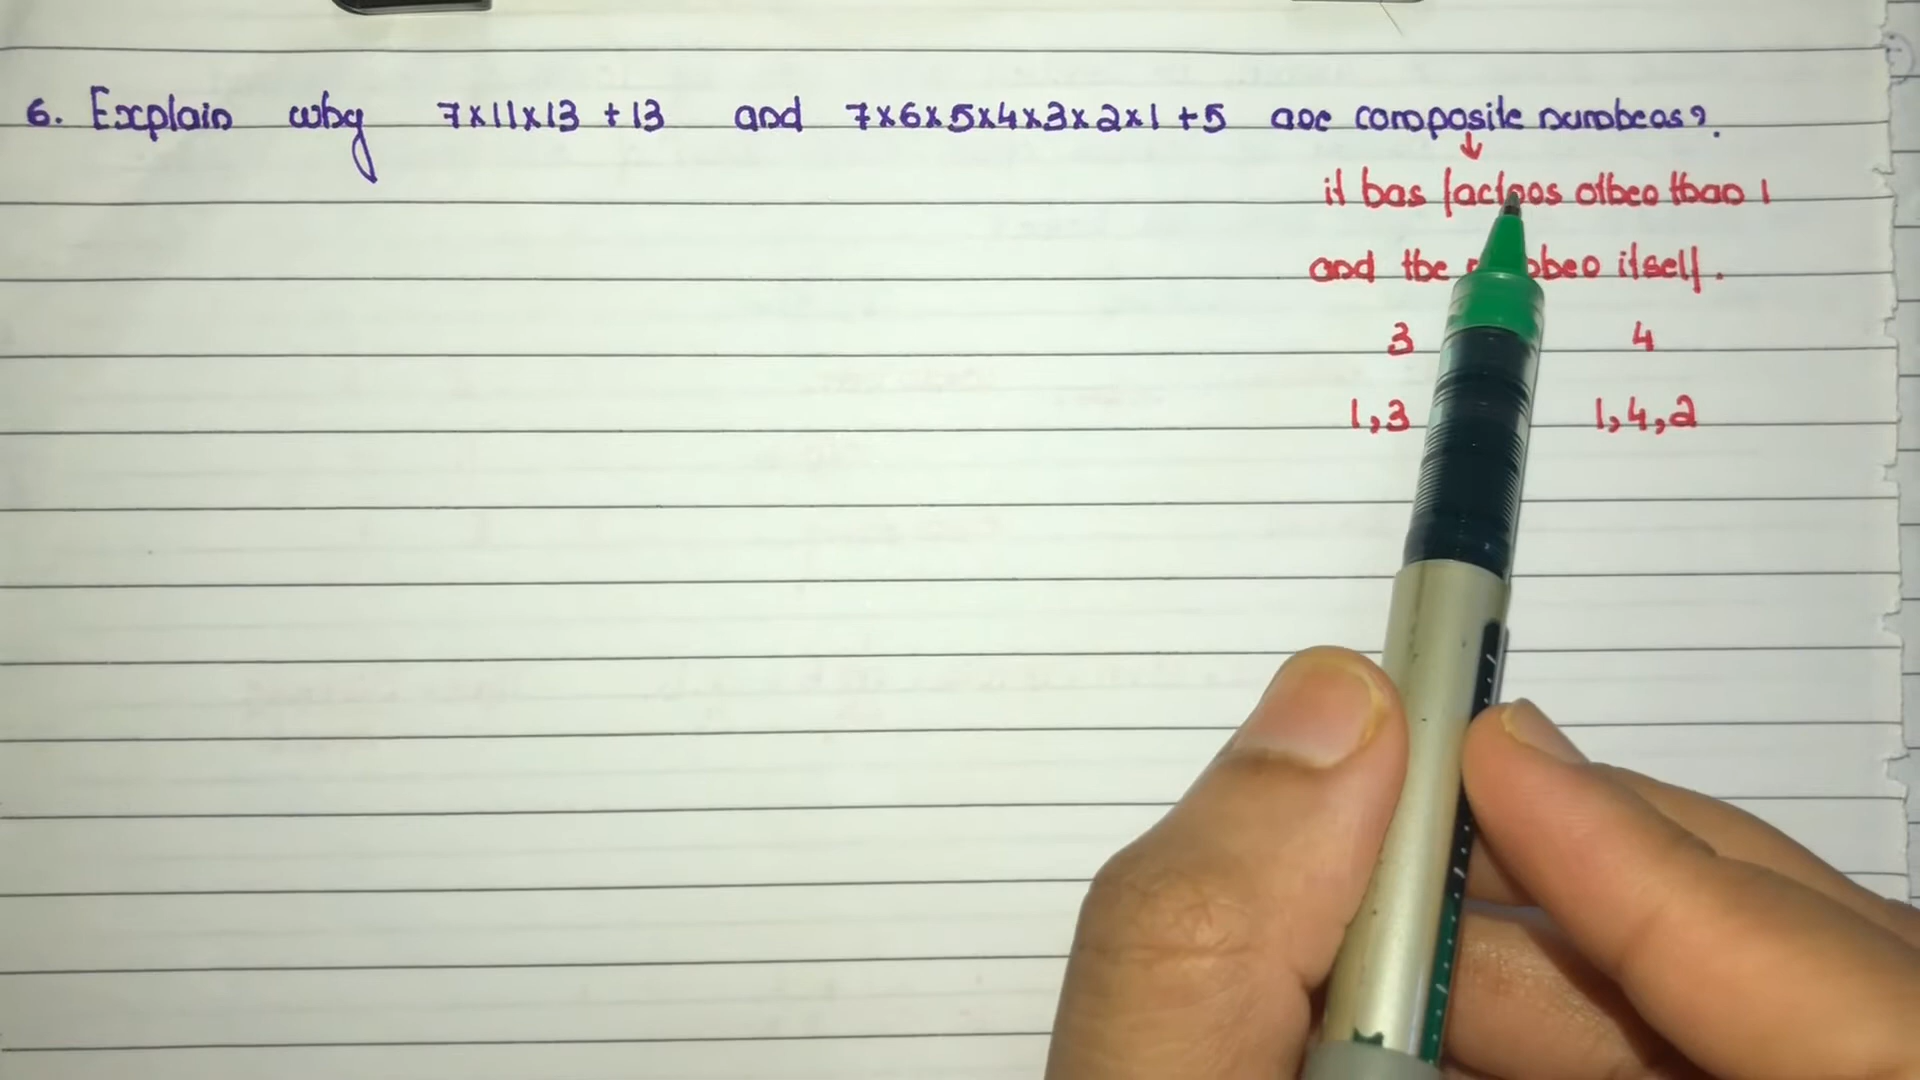 6. Explain why 7×11×13 + 13 and 7×6×5×4×3×2×1 + 5 are composite numbers?.
↓
it has factors other than 1
and the itself.
3 4
1,3 1,4,2